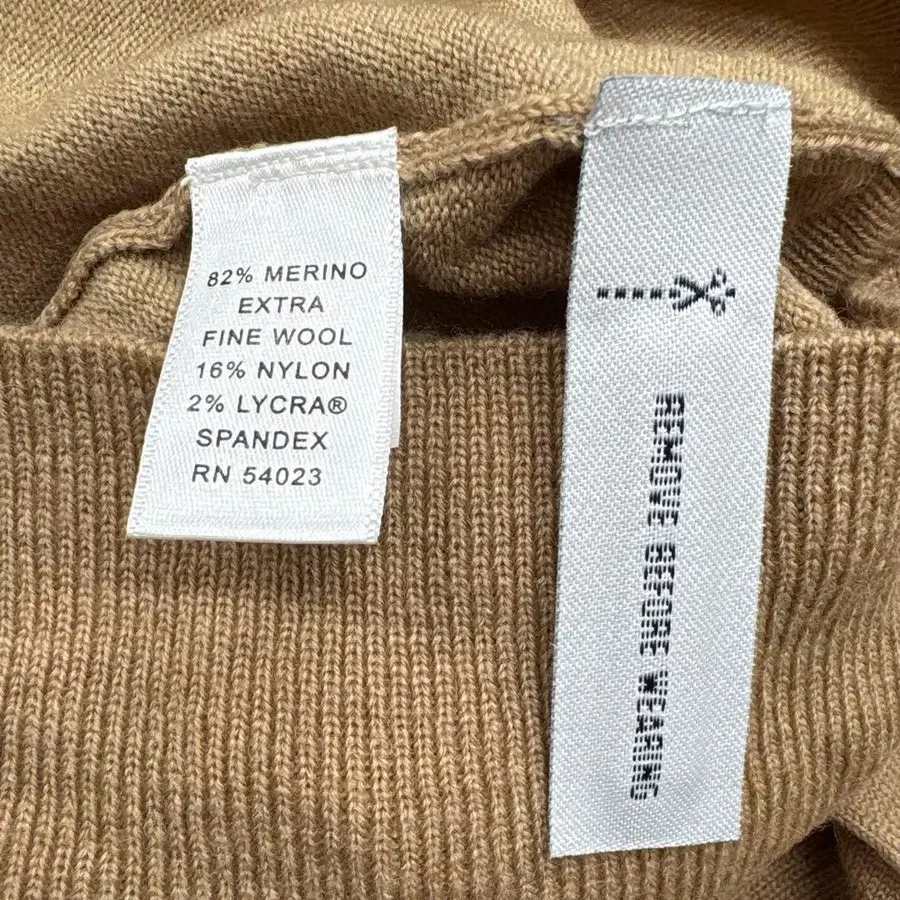 82% MERINO
EXTRA
FINE WOOL
16% NYLON
2% LYCRA®
SPANDEX
RN 54023
REMOVE BEFORE WEARING